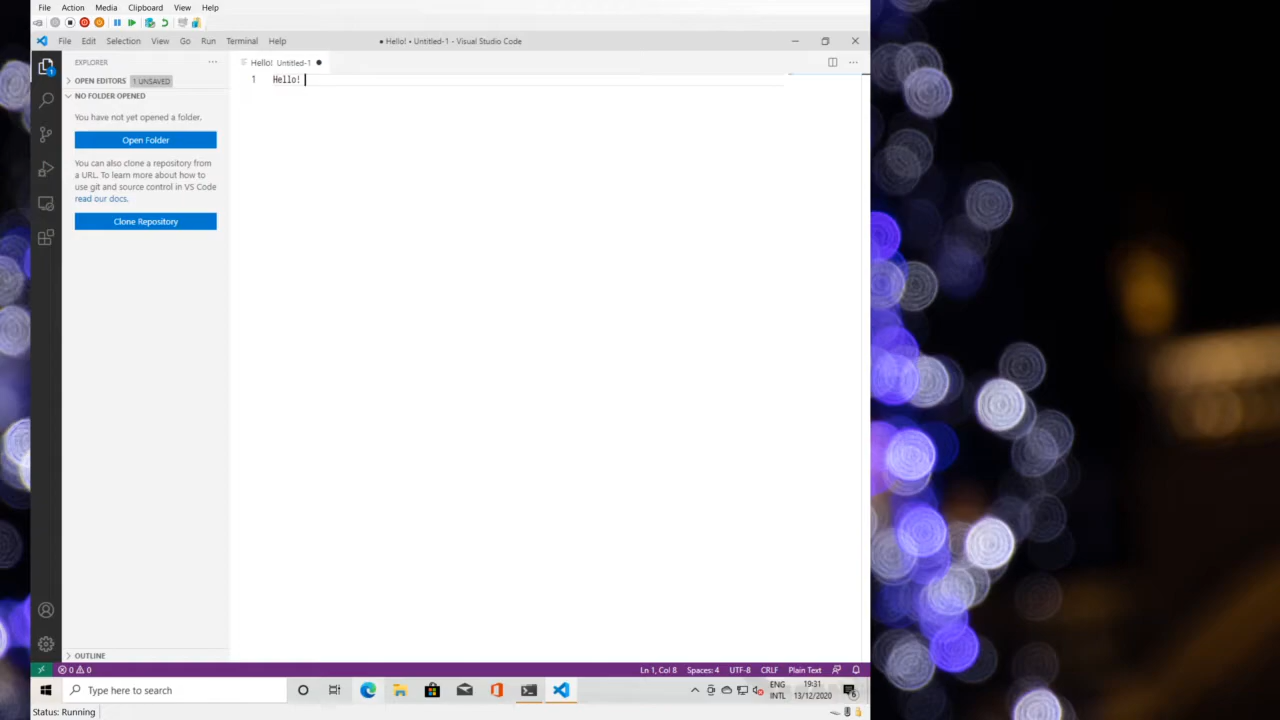 File Action Media Clipboard View Help
File Edit Selection View Go Run Terminal Help
● Hello! • Untitled-1 - Visual Studio Code
EXPLORER
Hello! Untitled-1
OPEN EDITORS 1 UNSAVED
1 Hello!
NO FOLDER OPENED
You have not yet opened a folder.
Open Folder
You can also clone a repository from
a URL. To learn more about how to
use git and source control in VS Code
read our docs.
Clone Repository
1
OUTLINE
0 0
Ln 1, Col 8 Spaces: 4 UTF-8 CRLF Plain Text
Type here to search
ENG
INTL
19:31
13/12/2020
6
Status: Running